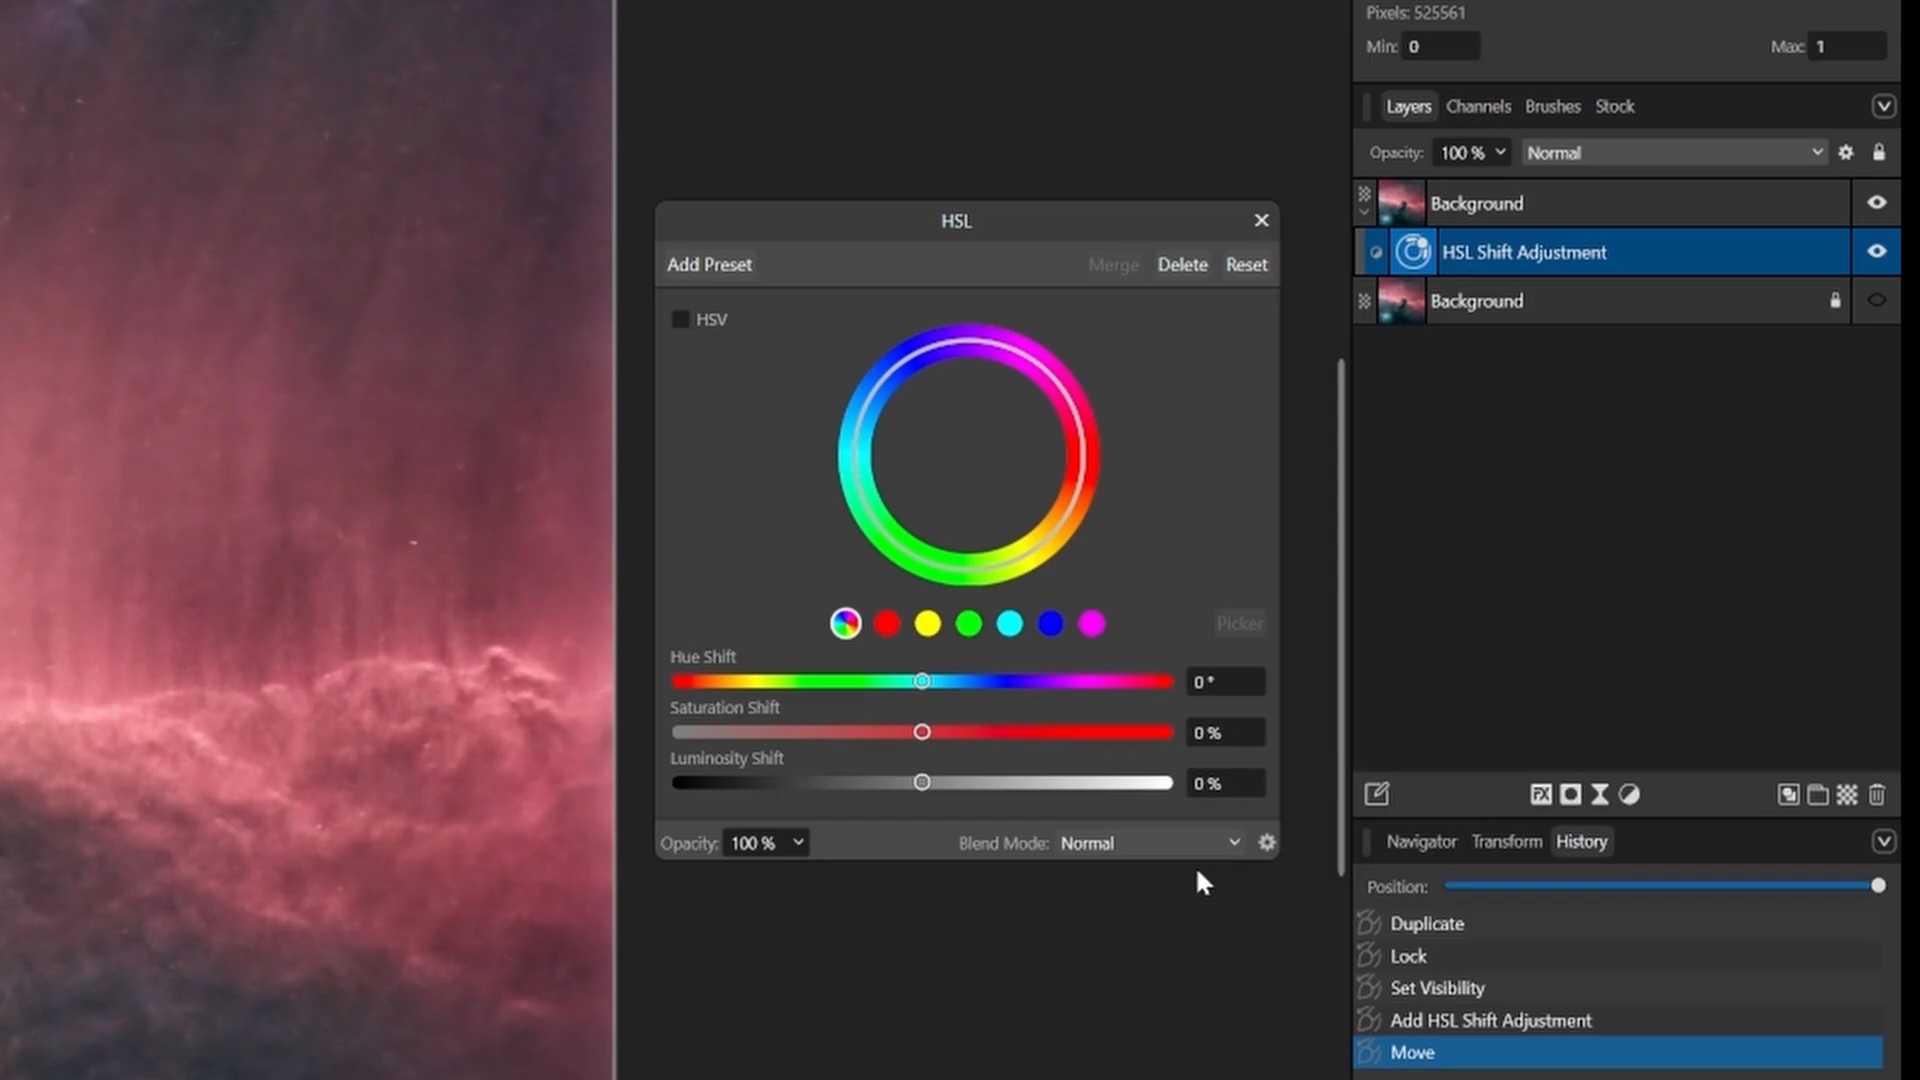 Pixels: 525561
Min: 0 Max: 1
Layers Channels Brushes Stock
Opacity: 100 % Normal
Background
HSL Shift Adjustment
Background
HSL
Add Preset Merge Delete Reset
HSV
Picker
Hue Shift
0 °
Saturation Shift
0 %
Luminosity Shift
0 %
Opacity: 100 % Blend Mode: Normal
FX
Navigator Transform History
Position:
Duplicate
Lock
Set Visibility
Add HSL Shift Adjustment
Move